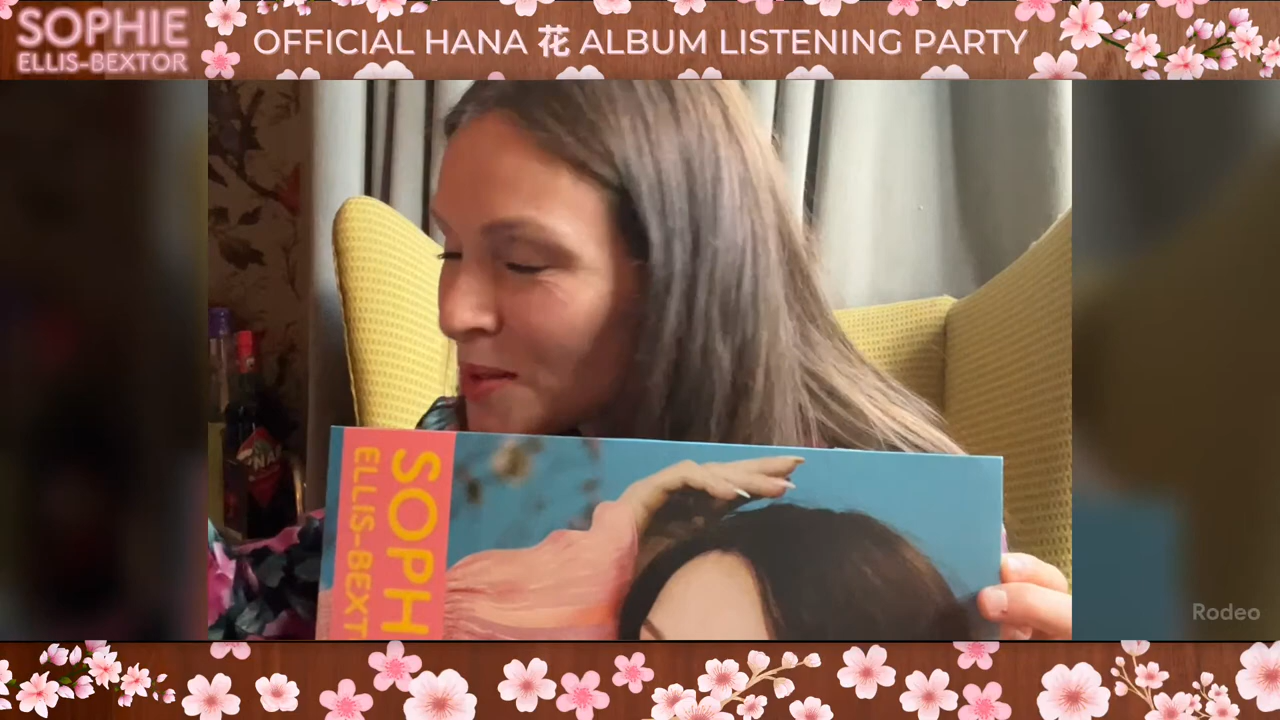 SOPHIE
ELLIS-BEXTOR
OFFICIAL HANA 花 ALBUM LISTENING PARTY
SOPH
ELLIS-BEXT
Rodeo